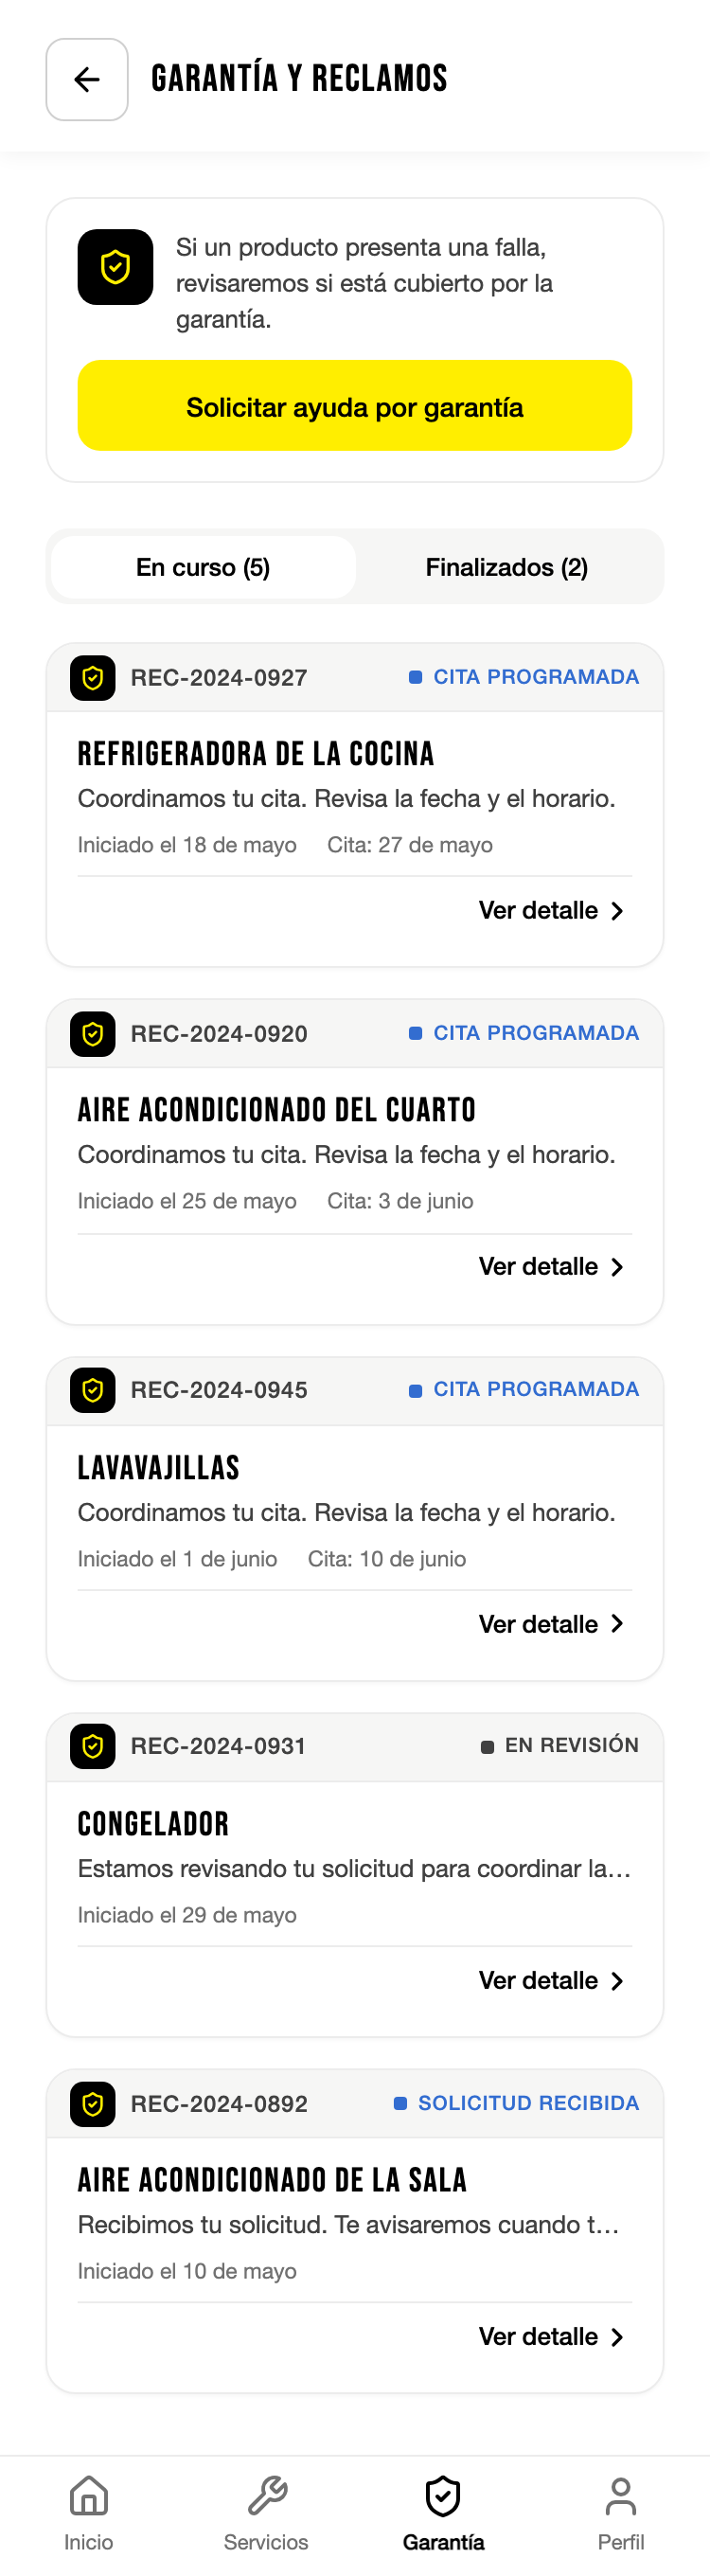 GARANTÍA Y RECLAMOS
Si un producto presenta una falla,
revisaremos si está cubierto por la
garantía.
Solicitar ayuda por garantía
En curso (5)
Finalizados (2)
REC-2024-0927
CITA PROGRAMADA
REFRIGERADORA DE LA COCINA
Coordinamos tu cita. Revisa la fecha y el horario.
Iniciado el 18 de mayo
Cita: 27 de mayo
Ver detalle
REC-2024-0920
CITA PROGRAMADA
AIRE ACONDICIONADO DEL CUARTO
Coordinamos tu cita. Revisa la fecha y el horario.
Iniciado el 25 de mayo
Cita: 3 de junio
Ver detalle
REC-2024-0945
CITA PROGRAMADA
LAVAVAJILLAS
Coordinamos tu cita. Revisa la fecha y el horario.
Iniciado el 1 de junio
Cita: 10 de junio
Ver detalle
REC-2024-0931
EN REVISIÓN
CONGELADOR
Estamos revisando tu solicitud para coordinar la…
Iniciado el 29 de mayo
Ver detalle
REC-2024-0892
SOLICITUD RECIBIDA
AIRE ACONDICIONADO DE LA SALA
Recibimos tu solicitud. Te avisaremos cuando t…
Iniciado el 10 de mayo
Ver detalle
Inicio
Servicios
Garantía
Perfil